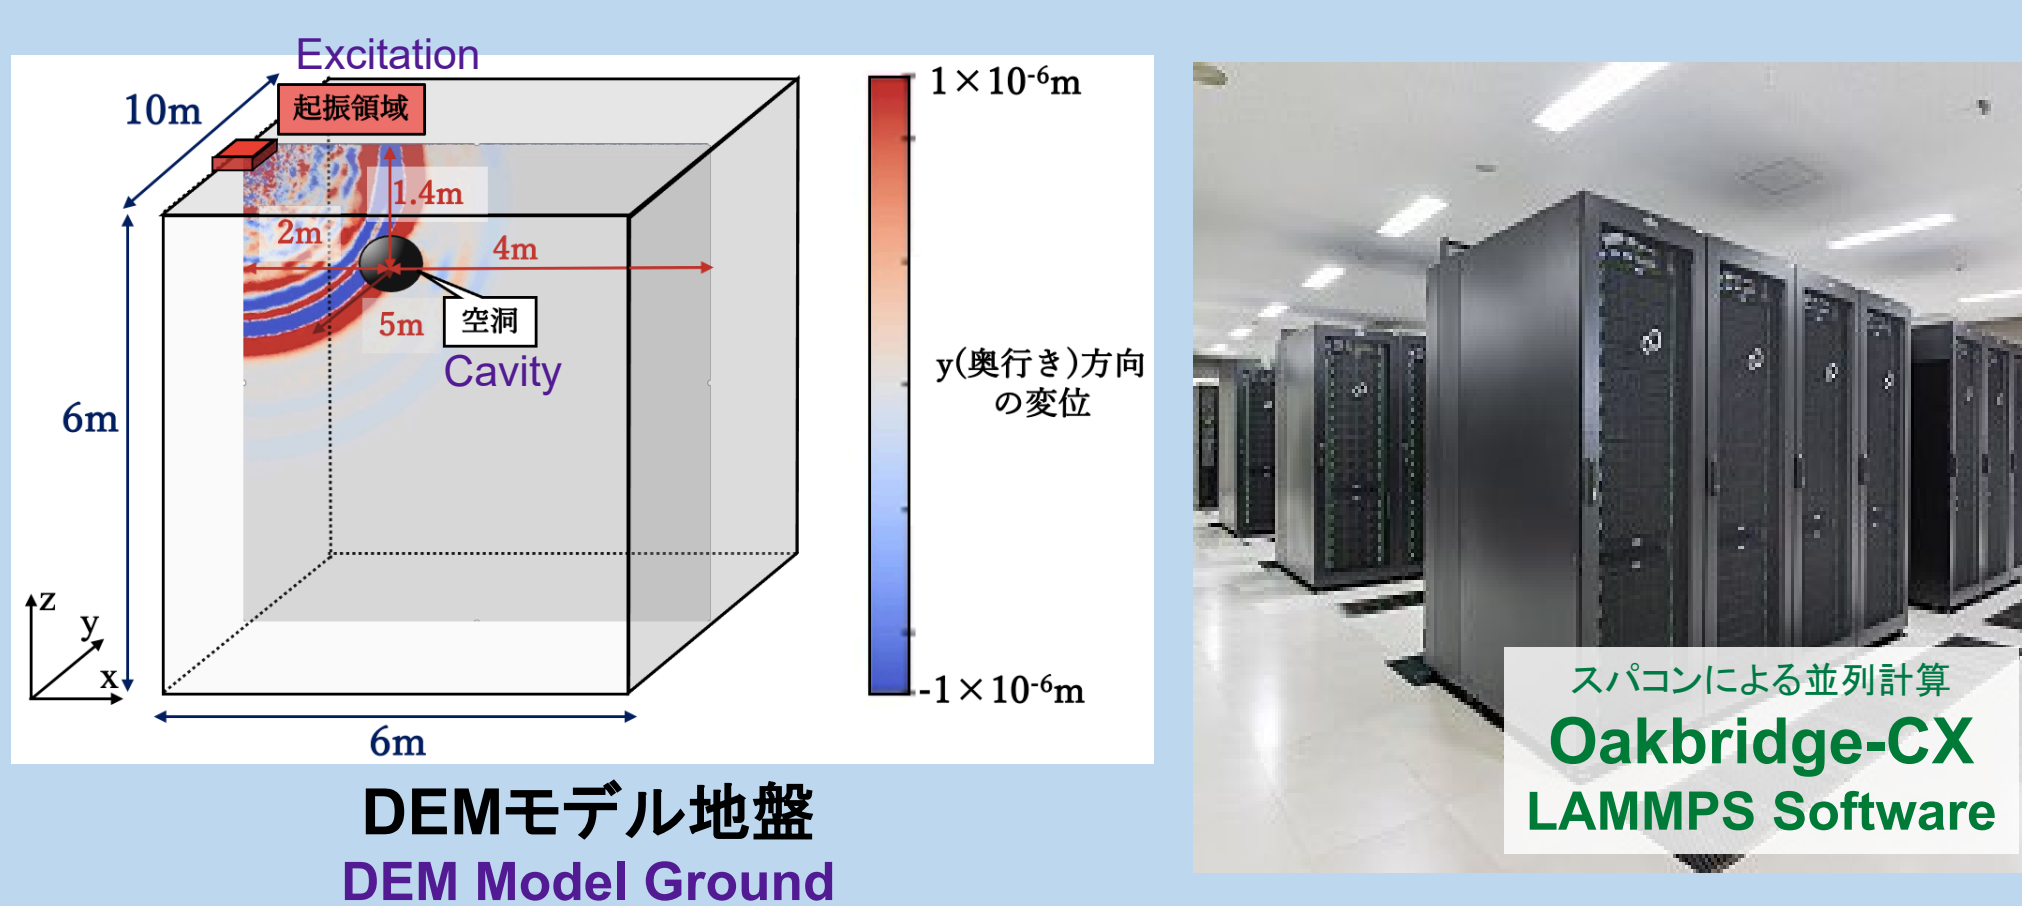 Excitation
起振領域
10m
1.4m
2m
4m
5m
空洞
Cavity
6m
z
y
x
6m
1×10⁻⁶m
y(奥行き)方向
の変位
-1×10⁻⁶m
DEMモデル地盤
DEM Model Ground
スパコンによる並列計算
Oakbridge-CX
LAMMPS Software